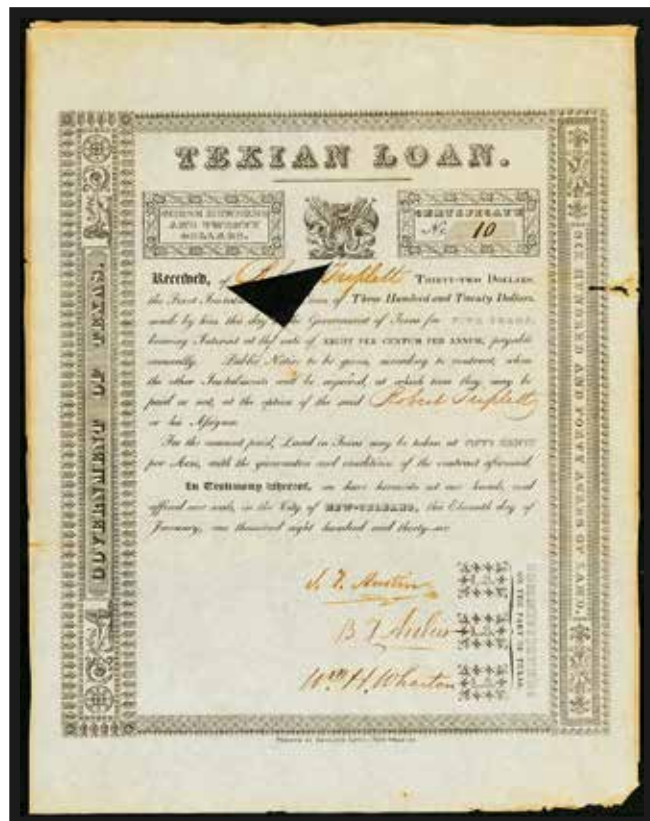 TEXIAN LOAN.
THREE HUNDRED
AND TWENTY
DOLLARS.
CERTIFICATE
No. 10
Received, of Triplett THIRTY-TWO DOLLARS,
the First Instal of Three Hundred and Twenty Dollars,
made by him this day to the Government of Texas for FIVE YEARS,
bearing Interest at the rate of EIGHT PER CENTUM PER ANNUM, payable
annually. Public Notice to be given, according to contract, when
the other Instalments will be required, at which time they may be
paid or not, at the option of the said Robert Triplett
or his Assigns.
For the amount paid, Land in Texas may be taken at FIFTY CENTS
per Acre, with the guarantees and conditions of the contract aforesaid.
In Testimony whereof, we have hereunto set our hands, and
affixed our seals, in the City of NEW-ORLEANS, this Eleventh day of
January, one thousand eight hundred and thirty-six
S. F. Austin
B T Archer
Wm H. Wharton
ON THE PART OF TEXAS
GOVERNMENT OF TEXAS.
SIX HUNDRED AND FORTY ACRES OF LAND.